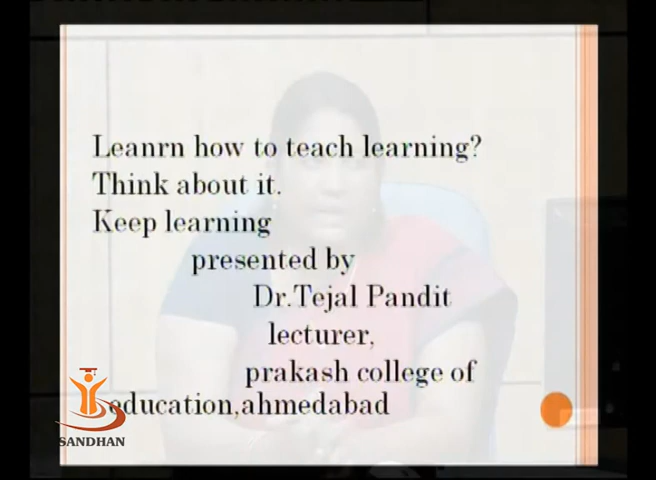 Leanrn how to teach learning?
Think about it.
Keep learning
presented by
Dr.Tejal Pandit
lecturer,
prakash college of
education,ahmedabad
SANDHAN